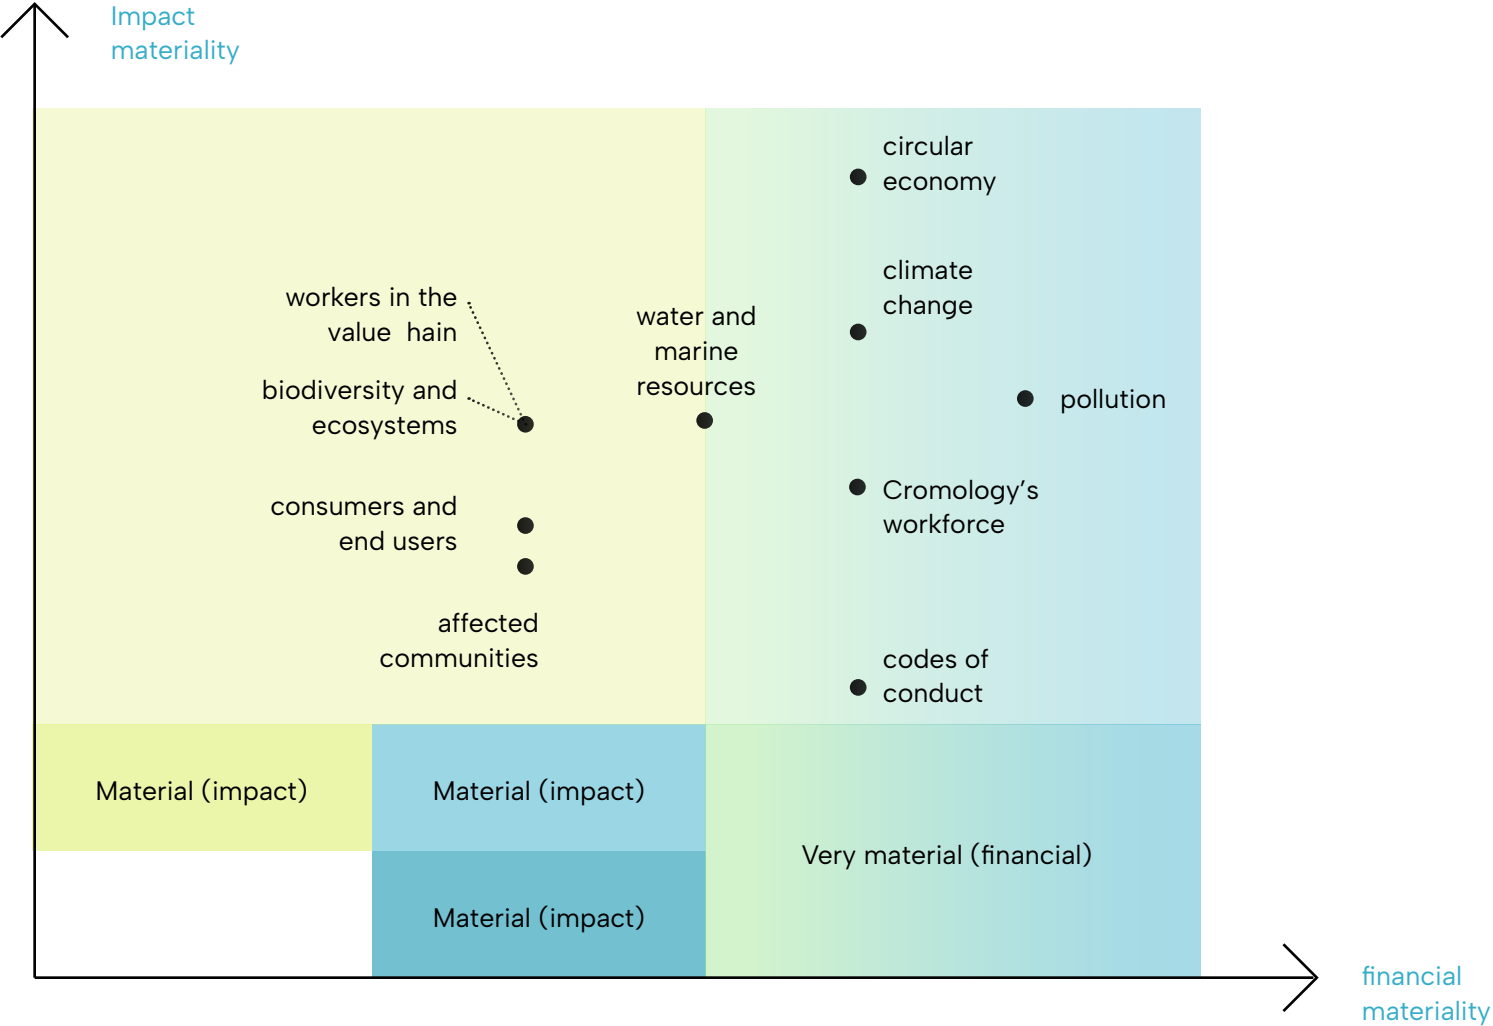 Impact
materiality
circular
economy
climate
change
workers in the
value  hain
water and
marine
resources
biodiversity and
ecosystems
pollution
consumers and
end users
Cromology’s
workforce
affected
communities
codes of
conduct
Material (impact)
Material (impact)
Very material (financial)
Material (impact)
financial
materiality